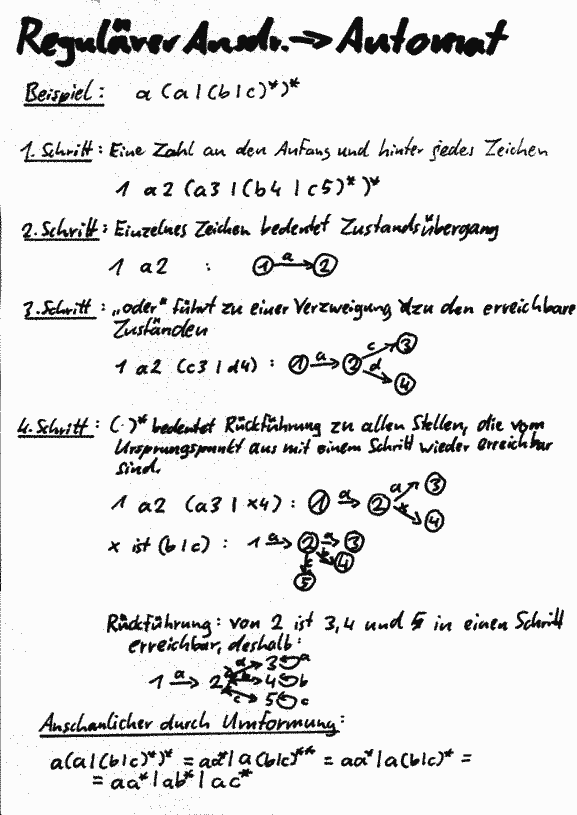 Regulärer Ausdr. → Automat
Beispiel: a (a | (b | c)*)*
1. Schritt: Eine Zahl an den Anfang und hinter jedes Zeichen
1 a2 (a3 | (b4 | c5)*)*
2. Schritt: Einzelnes Zeichen bedeutet Zustandsübergang
1 a2 : 1 a→ 2
3. Schritt: „oder" führt zu einer Verzweigung zu den erreichbare
Zuständen
1 a2 (c3 | d4) : 1 a→ 2 c→ 3 d→ 4
4. Schritt: (·)* bedeutet Rückführung zu allen Stellen, die vom
Ursprungspunkt aus mit einem Schritt wieder erreichbar
sind.
1 a2 (a3 | x4) : 1 a→ 2 a→ 3 x→ 4
x ist (b | c) : 1 a→ 2 a→ 3 b→ 4 c→ 5
Rückführung: von 2 ist 3, 4 und 5 in einen Schritt
erreichbar, deshalb:
1 a→ 2 a→ 3 a b→ 4 b c→ 5 c
Anschaulicher durch Umformung:
a(a|(b|c)*)* = aa*| a(b|c)** = aa*| a(b|c)* =
= aa*| ab*| ac*